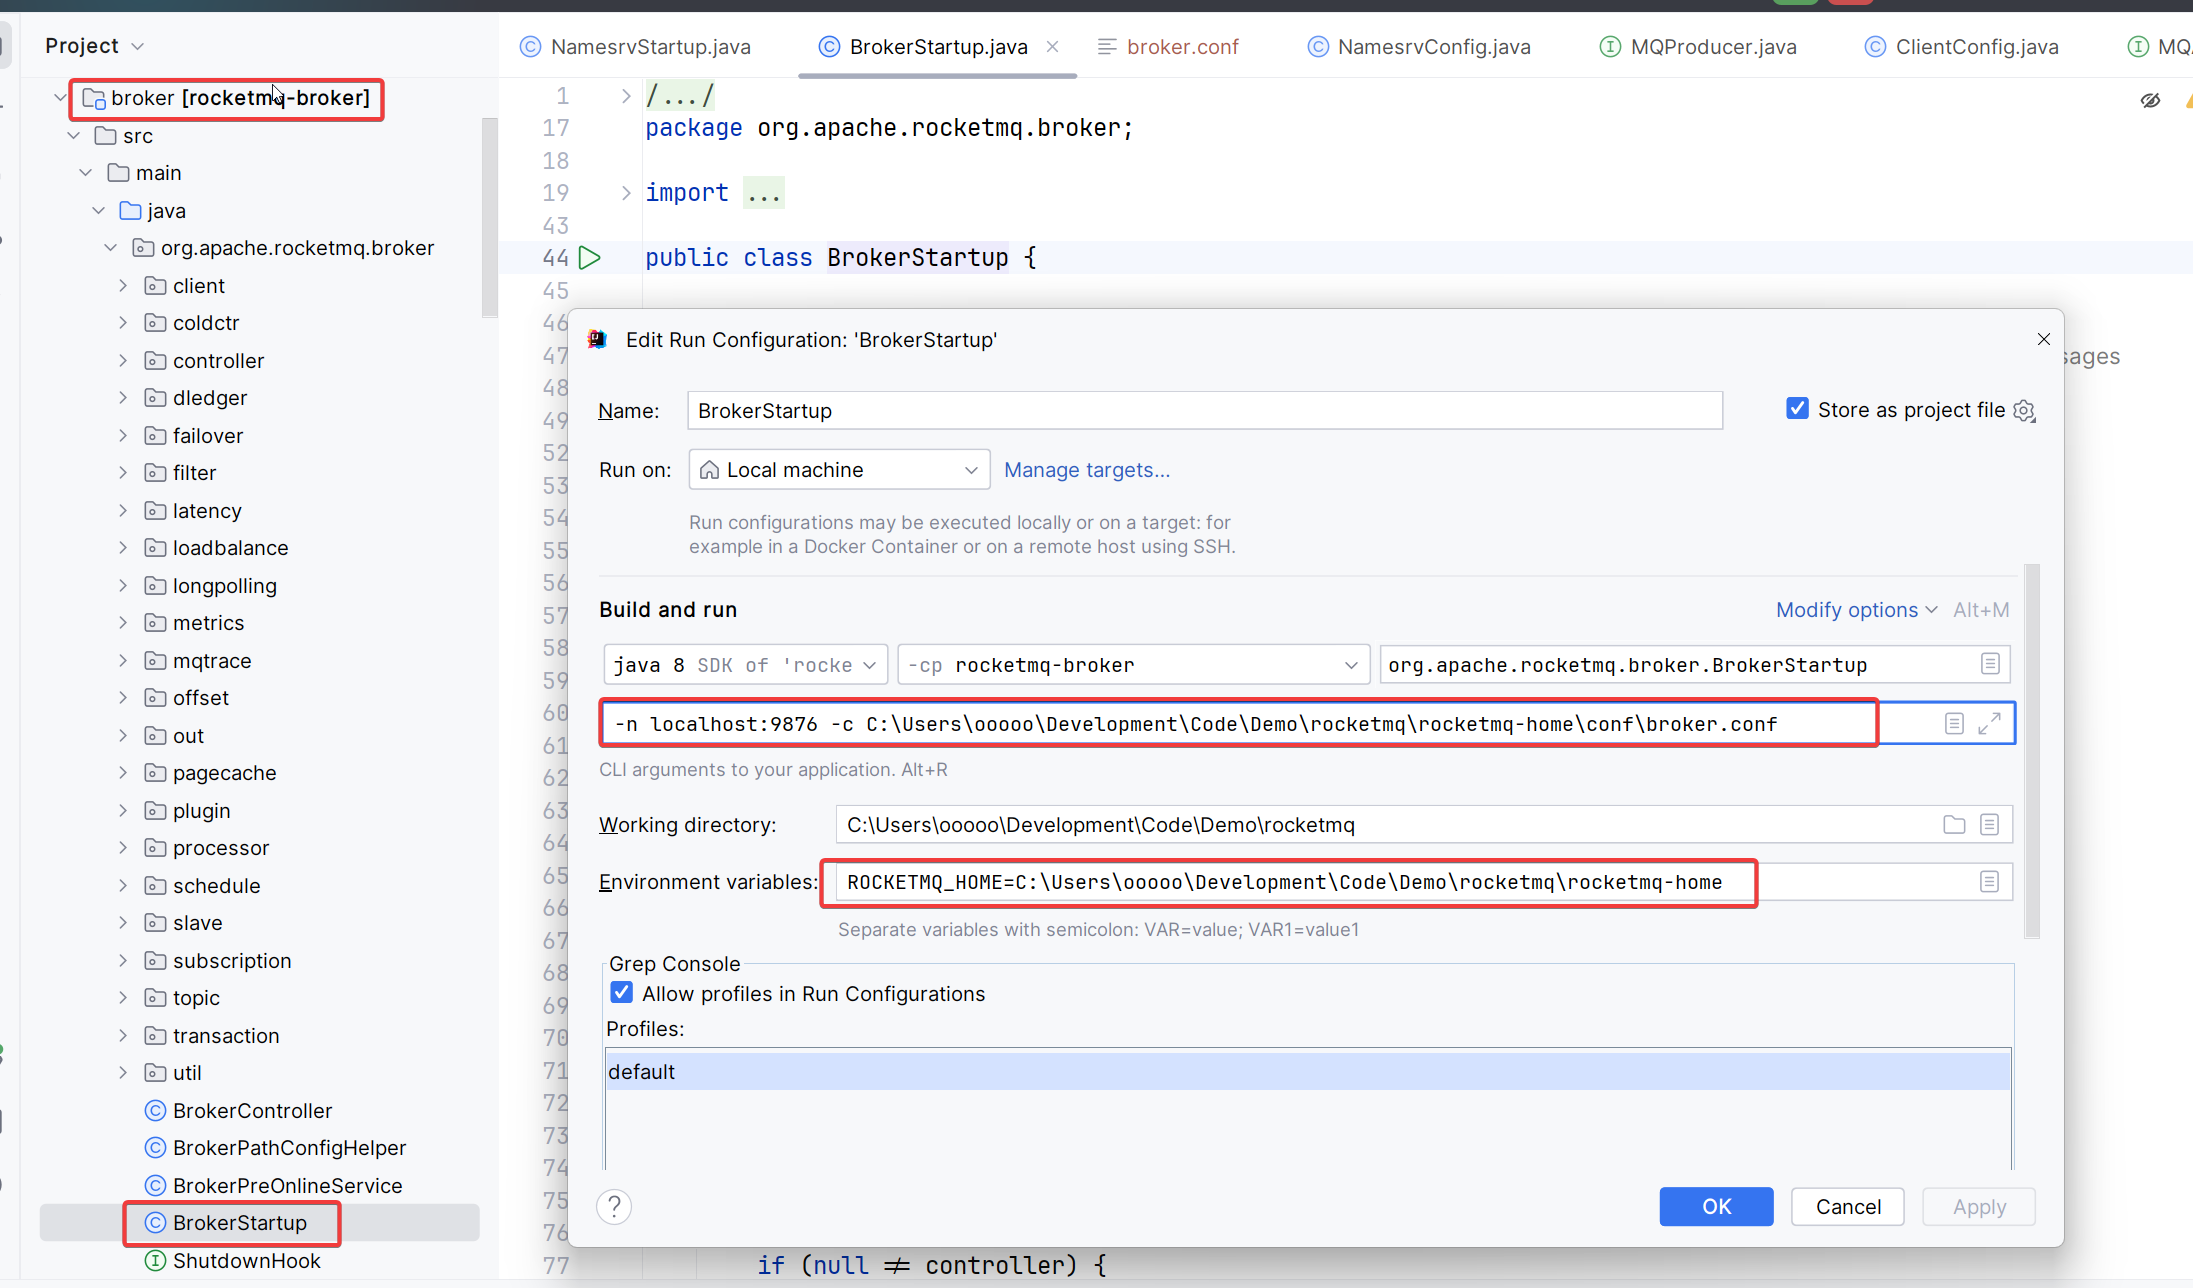 Project
broker [rocketmq-broker]
src
main
java
org.apache.rocketmq.broker
client
coldctr
controller
dledger
failover
filter
latency
loadbalance
longpolling
metrics
mqtrace
offset
out
pagecache
plugin
processor
schedule
slave
subscription
topic
transaction
util
BrokerController
BrokerPathConfigHelper
BrokerPreOnlineService
BrokerStartup
ShutdownHook
NamesrvStartup.java
BrokerStartup.java
broker.conf
NamesrvConfig.java
MQProducer.java
ClientConfig.java
1 /.../
17 package org.apache.rocketmq.broker;
18
19 import ...
43
44 public class BrokerStartup {
45
46
47
48
49
52
53
54
55
56
57
58
59
60
61
62
63
64
65
66
67
68
69
70
71
72
73
74
75
76
77 if (null ≠ controller) {
Edit Run Configuration: 'BrokerStartup'
Name: BrokerStartup
Store as project file
Run on: Local machine Manage targets...
Run configurations may be executed locally or on a target: for
example in a Docker Container or on a remote host using SSH.
Build and run
Modify options Alt+M
java 8 SDK of 'rocke
-cp rocketmq-broker
org.apache.rocketmq.broker.BrokerStartup
-n localhost:9876 -c C:\Users\ooooo\Development\Code\Demo\rocketmq\rocketmq-home\conf\broker.conf
CLI arguments to your application. Alt+R
Working directory: C:\Users\ooooo\Development\Code\Demo\rocketmq
Environment variables: ROCKETMQ_HOME=C:\Users\ooooo\Development\Code\Demo\rocketmq\rocketmq-home
Separate variables with semicolon: VAR=value; VAR1=value1
Grep Console
Allow profiles in Run Configurations
Profiles:
default
? OK Cancel Apply